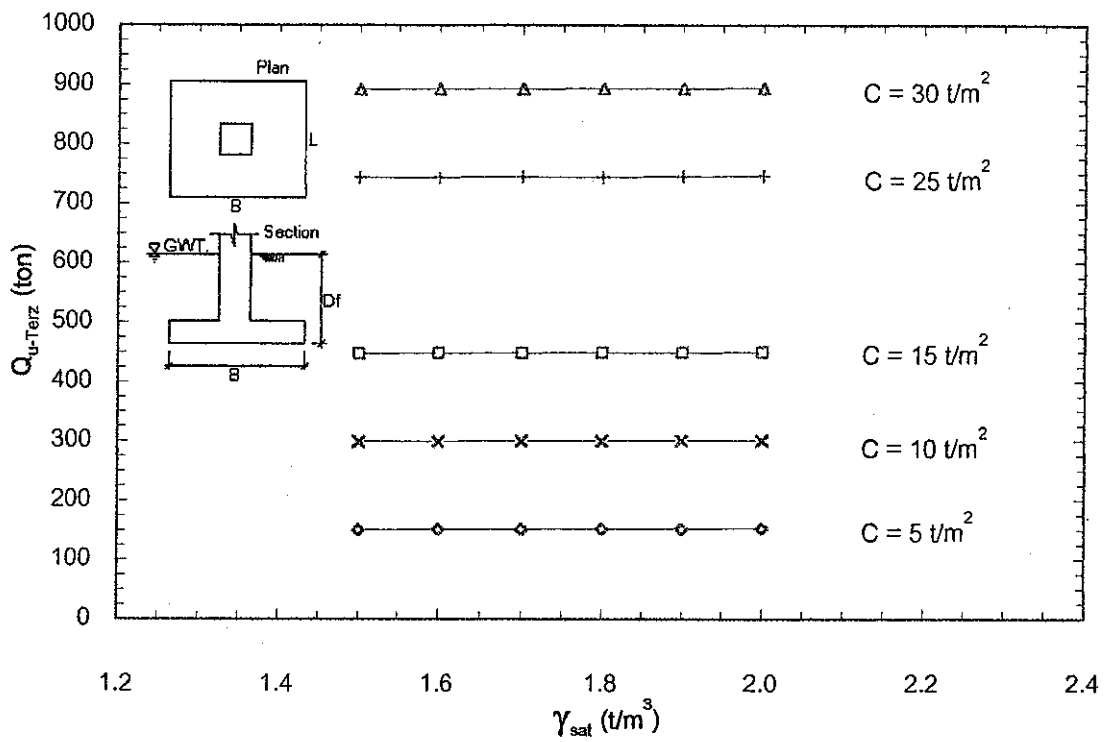 1000
900
800
700
600
500
400
300
200
100
0
Q_u-Terz (ton)
Plan
L
B
Section
GWT.
Df
B
C = 30 t/m²
C = 25 t/m²
C = 15 t/m²
C = 10 t/m²
C = 5 t/m²
1.2 1.4 1.6 1.8 2.0 2.2 2.4
γ_sat (t/m³)